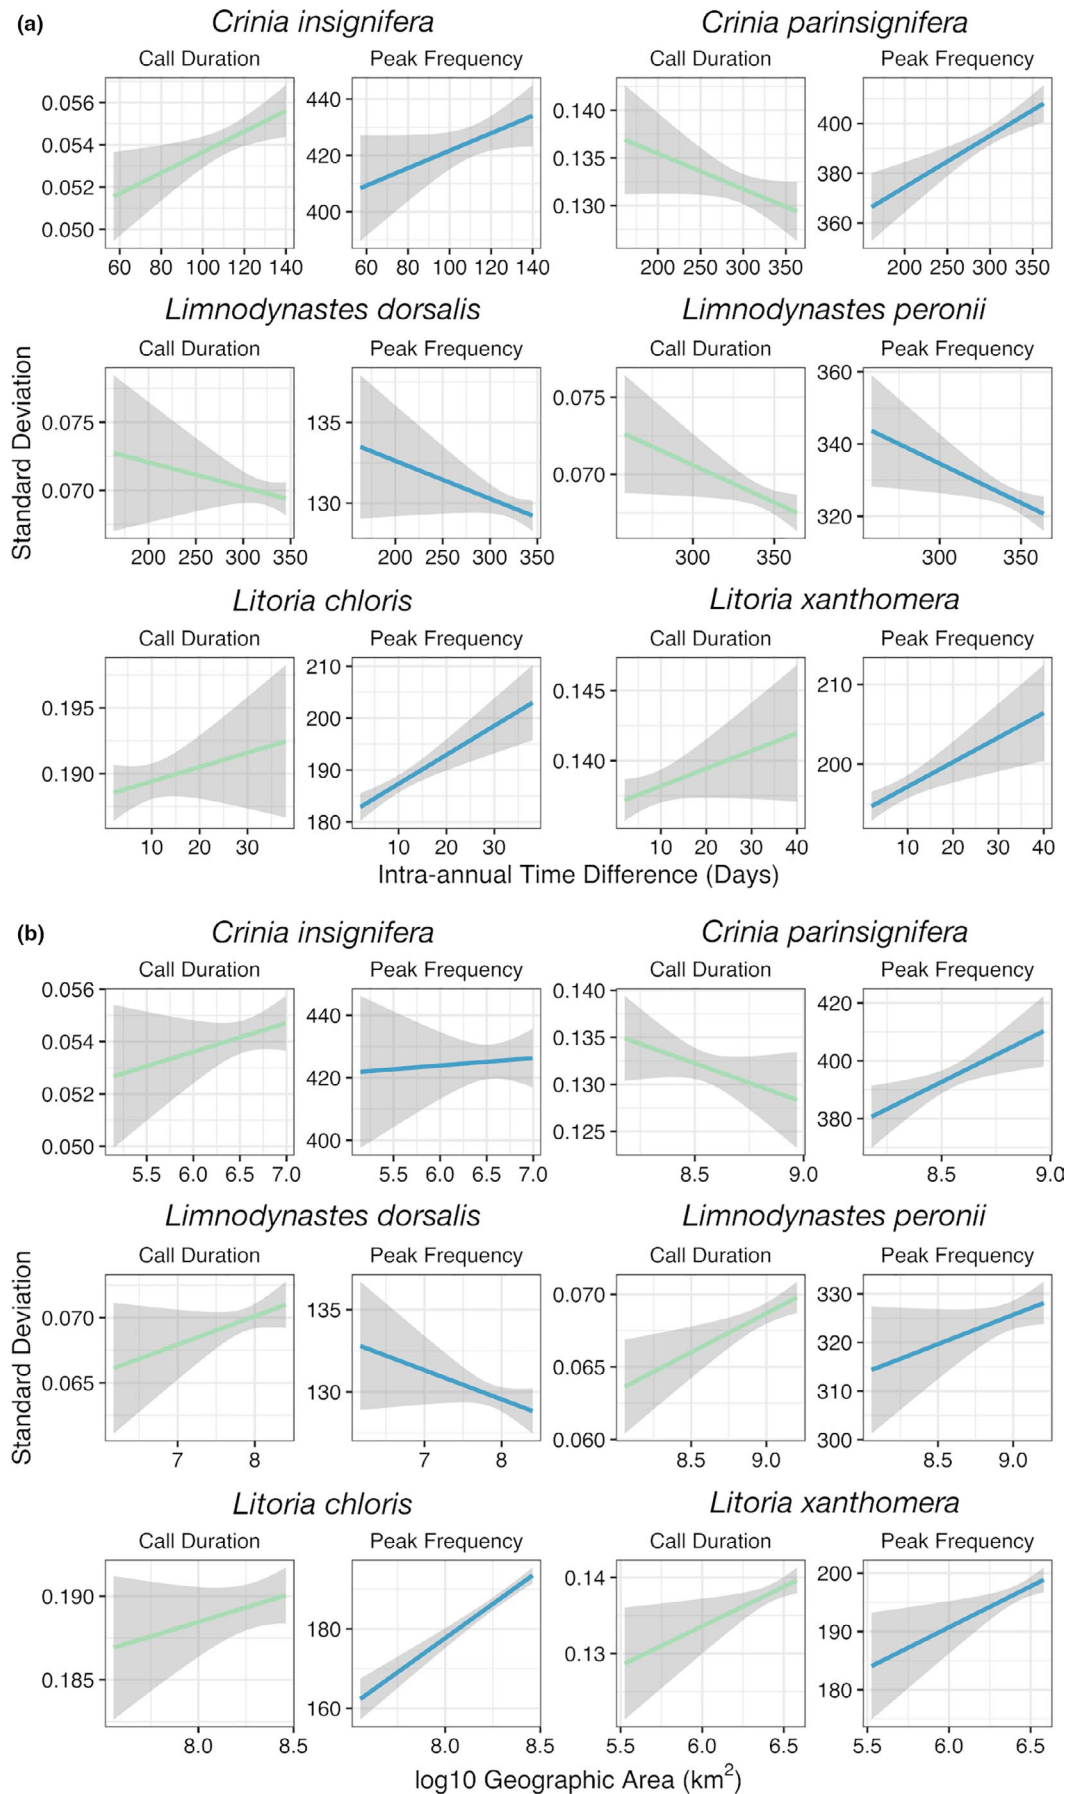 (a)
Crinia insignifera
Crinia parinsignifera
Call Duration
Peak Frequency
Call Duration
Peak Frequency
0.056
0.054
0.052
0.050
440
420
400
0.140
0.135
0.130
400
380
360
60 80 100 120 140
60 80 100 120 140
200 250 300 350
200 250 300 350
Limnodynastes dorsalis
Limnodynastes peronii
Call Duration
Peak Frequency
Call Duration
Peak Frequency
Standard Deviation
0.075
0.070
135
130
0.075
0.070
360
340
320
200 250 300 350
200 250 300 350
300 350
300 350
Litoria chloris
Litoria xanthomera
Call Duration
Peak Frequency
Call Duration
Peak Frequency
0.195
0.190
210
200
190
180
0.145
0.140
210
200
10 20 30
10 20 30
10 20 30 40
10 20 30 40
Intra-annual Time Difference (Days)
(b)
Crinia insignifera
Crinia parinsignifera
Call Duration
Peak Frequency
Call Duration
Peak Frequency
0.056
0.054
0.052
0.050
440
420
400
0.140
0.135
0.130
0.125
420
400
380
5.5 6.0 6.5 7.0
5.5 6.0 6.5 7.0
8.5 9.0
8.5 9.0
Limnodynastes dorsalis
Limnodynastes peronii
Call Duration
Peak Frequency
Call Duration
Peak Frequency
Standard Deviation
0.070
0.065
135
130
0.070
0.065
0.060
330
320
310
300
7 8
7 8
8.5 9.0
8.5 9.0
Litoria chloris
Litoria xanthomera
Call Duration
Peak Frequency
Call Duration
Peak Frequency
0.190
0.185
180
160
0.14
0.13
200
190
180
8.0 8.5
8.0 8.5
5.5 6.0 6.5
5.5 6.0 6.5
log10 Geographic Area (km²)